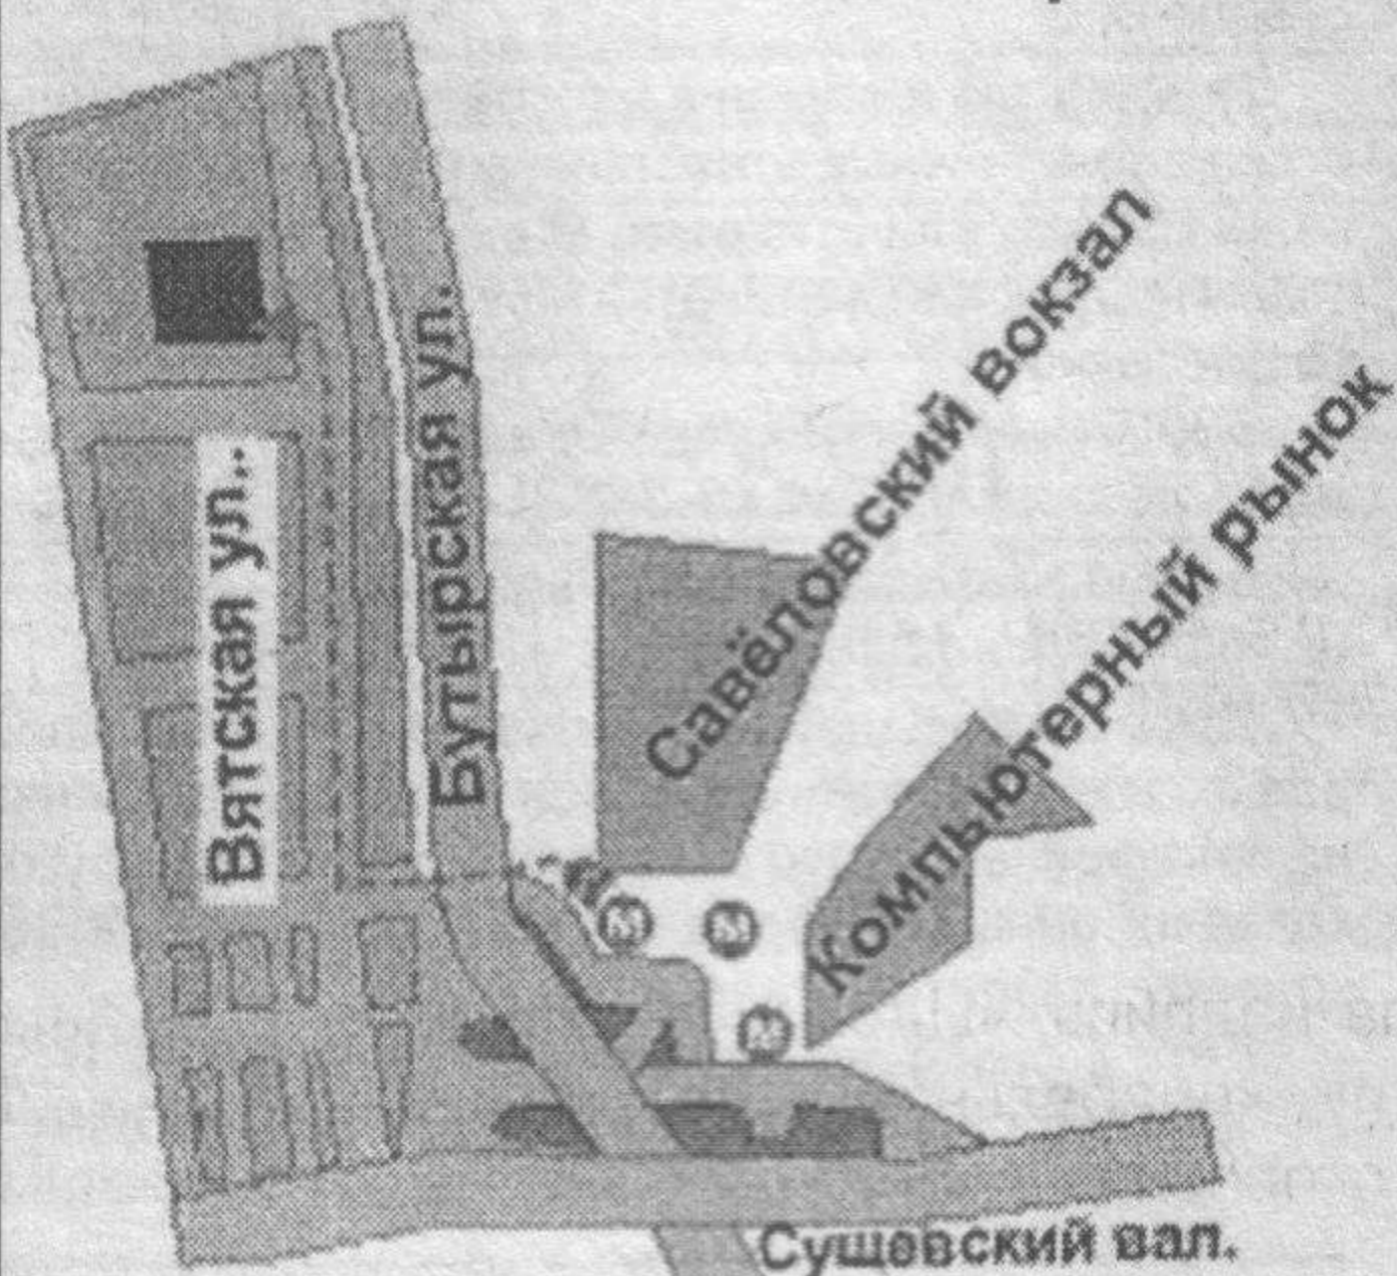 Савёловский вокзал
Компьютерный рынок
Бутырская ул.
Вятская ул..
М
М
М
Сущевский вал.